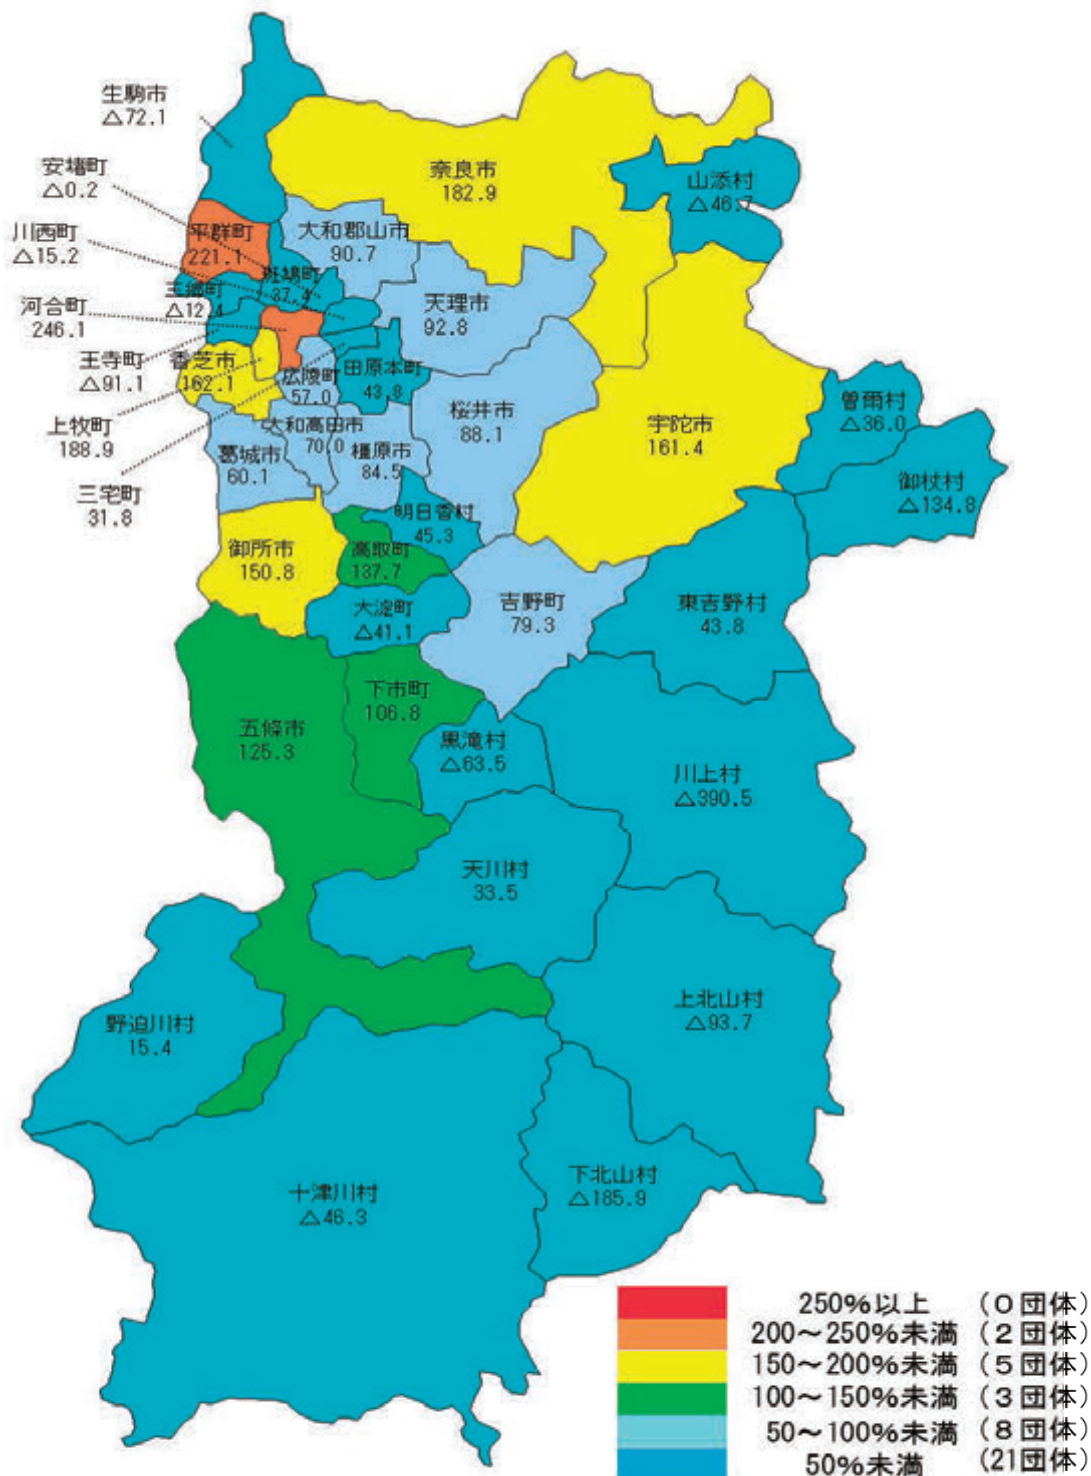 生駒市
△72.1
安堵町
△0.2
川西町
△15.2
河合町
246.1
王寺町
△91.1
上牧町
188.9
三宅町
31.8
奈良市
182.9
山添村
△46.7
平群町
221.1
大和郡山市
90.7
斑鳩町
37.4
三郷町
△12.4
天理市
92.8
香芝市
162.1
広陵町
57.0
田原本町
43.8
大和高田市
70.0
葛城市
60.1
橿原市
84.5
桜井市
88.1
宇陀市
161.4
曽爾村
△36.0
御杖村
△134.8
明日香村
45.3
御所市
150.8
高取町
137.7
大淀町
△41.1
吉野町
79.3
東吉野村
43.8
下市町
106.8
五條市
125.3
黒滝村
△63.5
川上村
△390.5
天川村
33.5
上北山村
△93.7
野迫川村
15.4
下北山村
△185.9
十津川村
△46.3
250%以上 (0団体)
200～250%未満 (2団体)
150～200%未満 (5団体)
100～150%未満 (3団体)
50～100%未満 (8団体)
50%未満 (21団体)